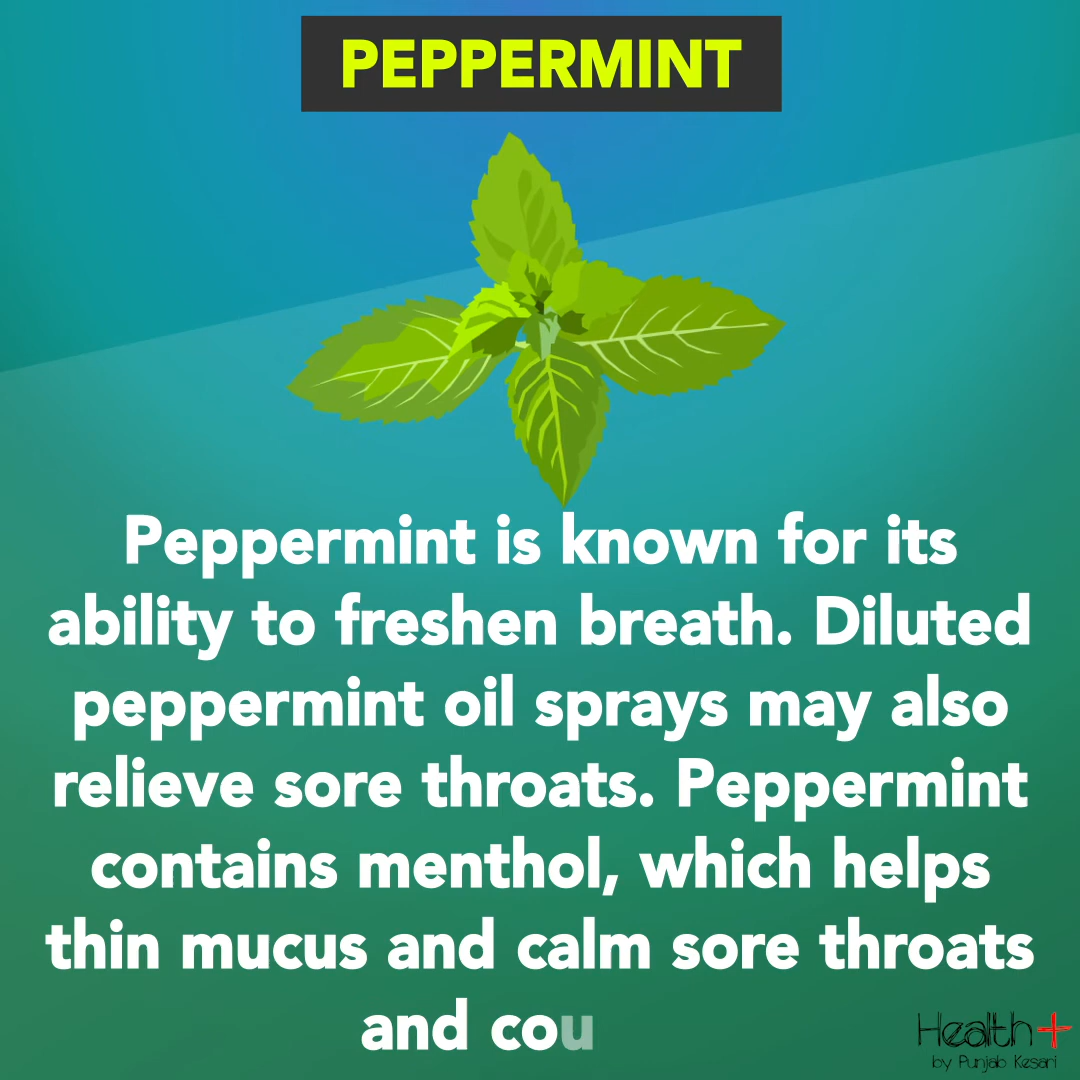 PEPPERMINT
Peppermint is known for its
ability to freshen breath. Diluted
peppermint oil sprays may also
relieve sore throats. Peppermint
contains menthol, which helps
thin mucus and calm sore throats
and cou
Health+
by Punjab Kesari